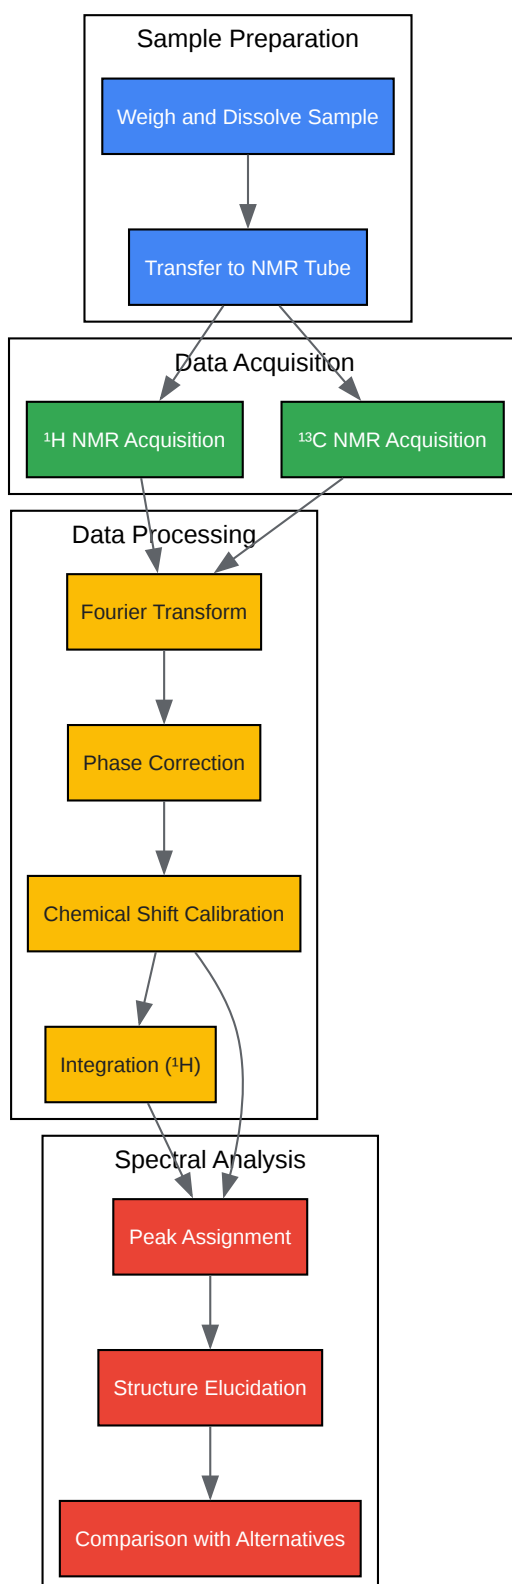 Sample Preparation
Weigh and Dissolve Sample
Transfer to NMR Tube
Data Acquisition
¹H NMR Acquisition
¹³C NMR Acquisition
Data Processing
Fourier Transform
Phase Correction
Chemical Shift Calibration
Integration (¹H)
Spectral Analysis
Peak Assignment
Structure Elucidation
Comparison with Alternatives